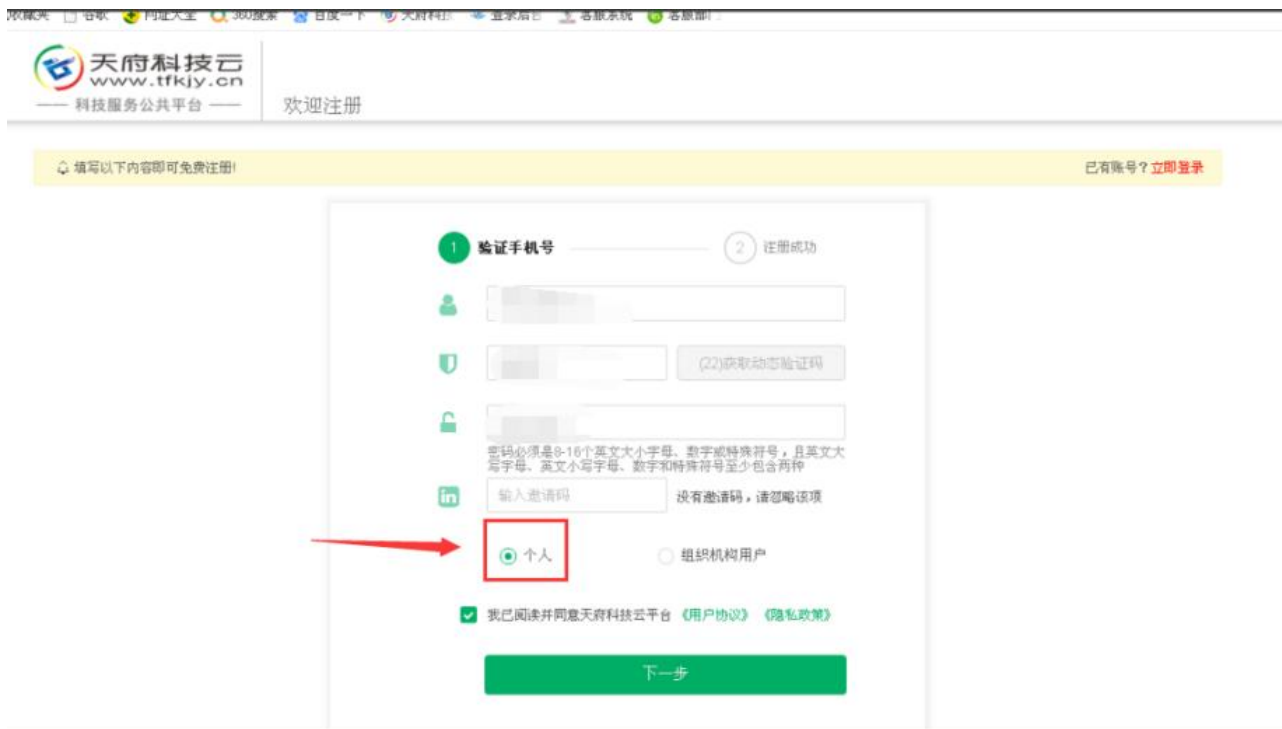 谷歌 网址大全 360搜索 百度一下 天府科技 登录后台 客服系统 客服部门
天府科技云
www.tfkjy.cn
科技服务公共平台
欢迎注册
填写以下内容即可免费注册!
已有账号?立即登录
1 验证手机号
2 注册成功
(22)获取动态验证码
密码必须是8-16个英文大小字母、数字或特殊符号,且英文大
写字母、英文小写字母、数字和特殊符号至少包含两种
in 输入邀请码 没有邀请码,请忽略该项
个人 组织机构用户
我已阅读并同意天府科技云平台 《用户协议》 《隐私政策》
下一步